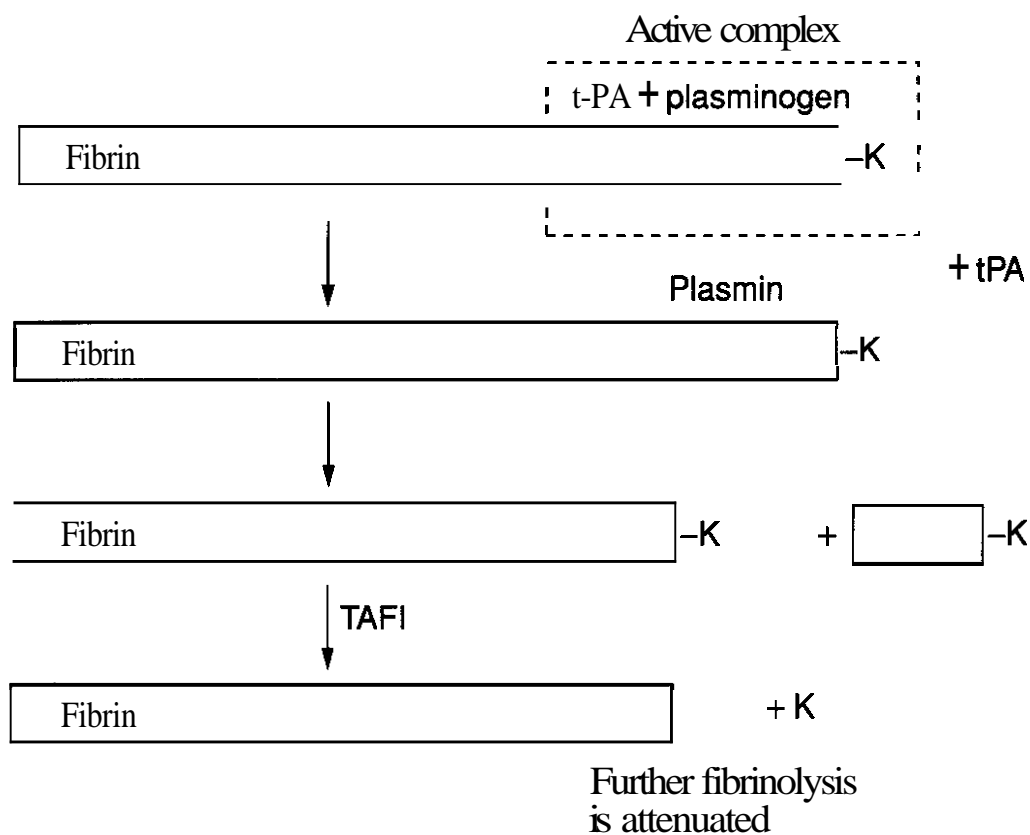 Active complex
t-PA + plasminogen
Fibrin
–K
+ tPA
Plasmin
Fibrin
–K
Fibrin
–K
+
–K
TAFI
Fibrin
+ K
Further fibrinolysis
is attenuated